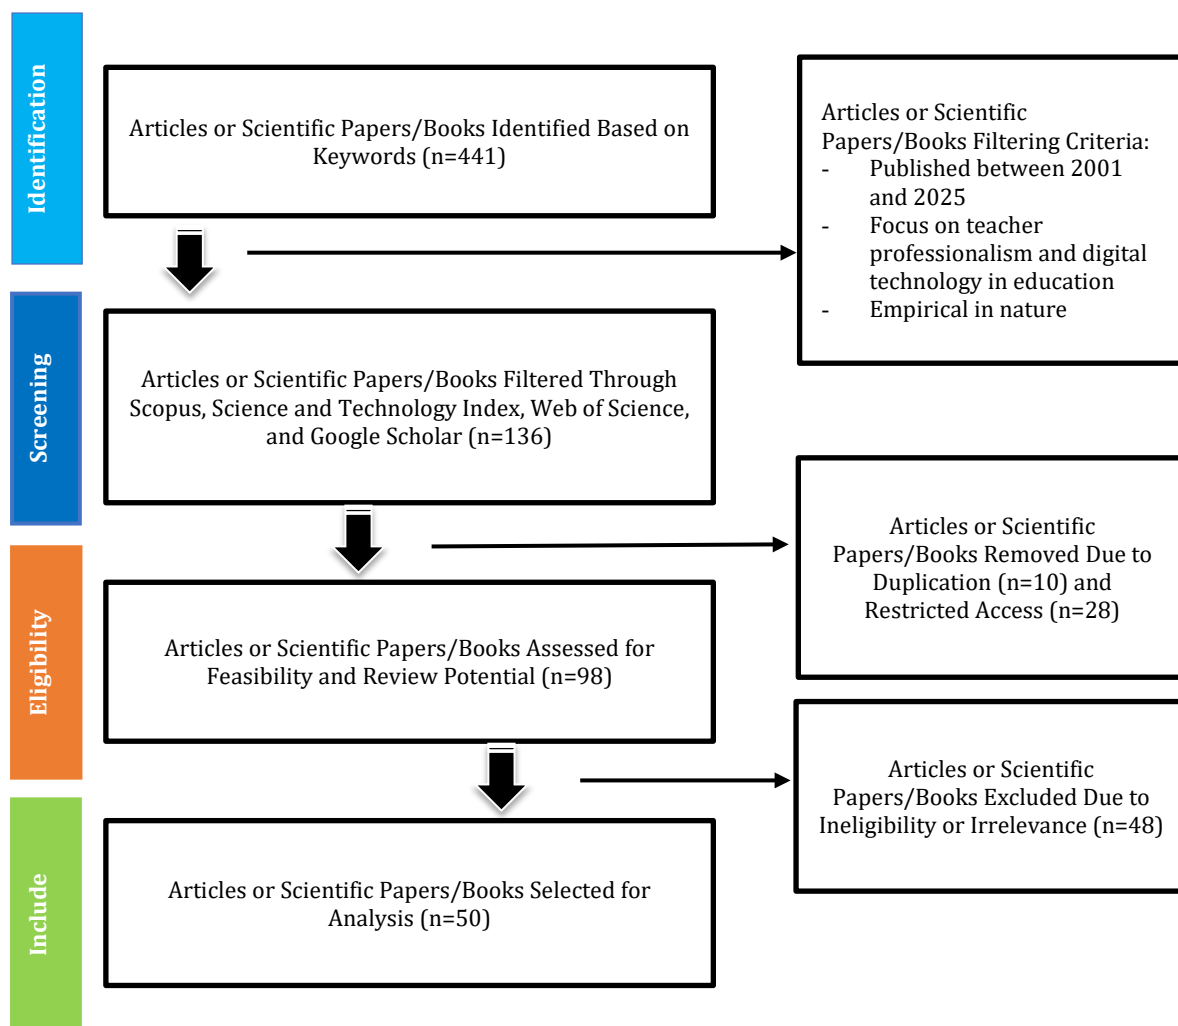 Identification
Articles or Scientific Papers/Books Identified Based on
Keywords (n=441)
Articles or Scientific
Papers/Books Filtering Criteria:
- Published between 2001
and 2025
- Focus on teacher
professionalism and digital
technology in education
- Empirical in nature
Screening
Articles or Scientific Papers/Books Filtered Through
Scopus, Science and Technology Index, Web of Science,
and Google Scholar (n=136)
Articles or Scientific
Papers/Books Removed Due to
Duplication (n=10) and
Restricted Access (n=28)
Eligibility
Articles or Scientific Papers/Books Assessed for
Feasibility and Review Potential (n=98)
Articles or Scientific
Papers/Books Excluded Due to
Ineligibility or Irrelevance (n=48)
Include
Articles or Scientific Papers/Books Selected for
Analysis (n=50)